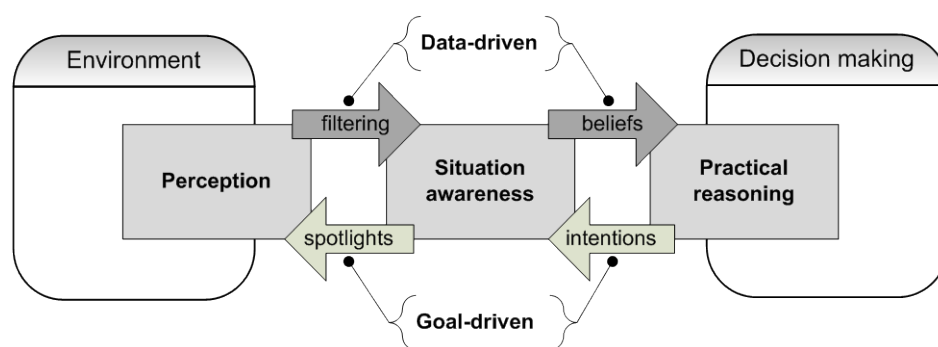 Data-driven
Environment
Decision making
filtering
beliefs
Perception
Situation
awareness
Practical
reasoning
spotlights
intentions
Goal-driven